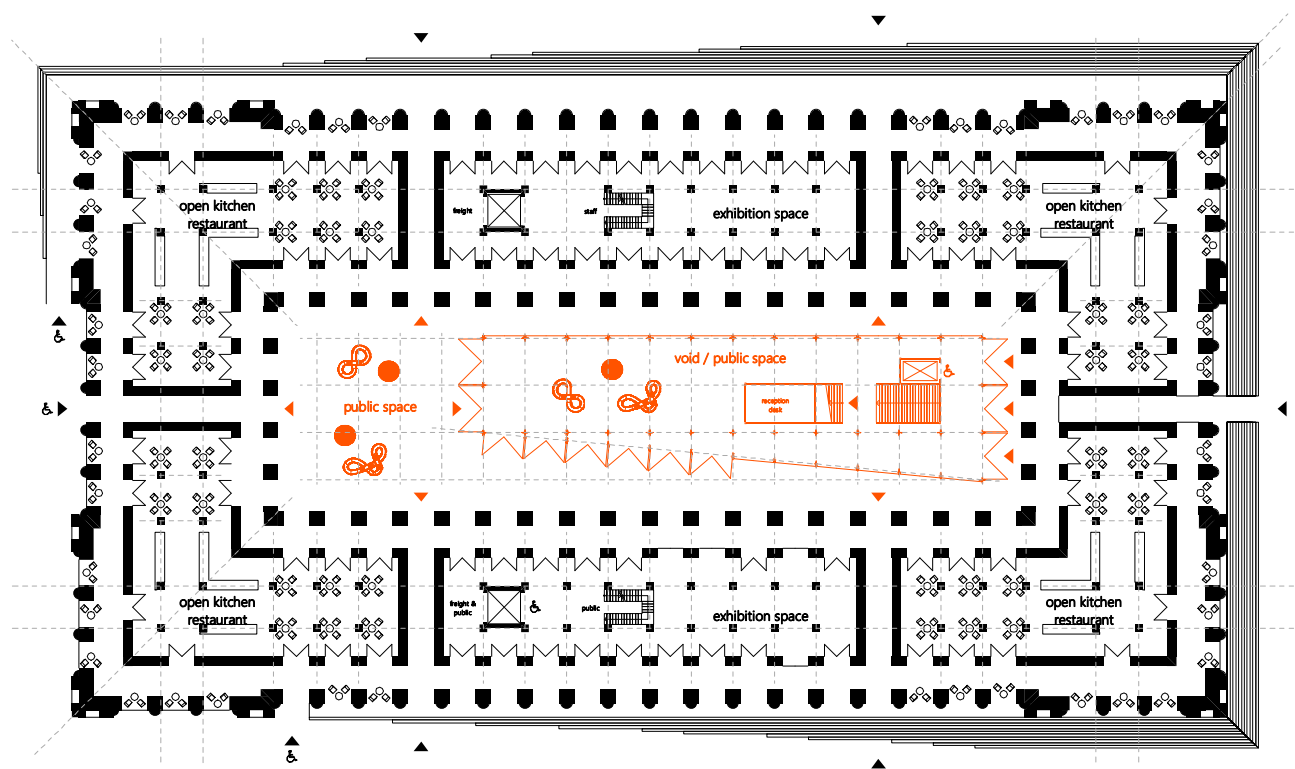 open kitchen
restaurant
freight
staff
exhibition space
open kitchen
restaurant
void / public space
public space
reception
desk
open kitchen
restaurant
freight &
public
public
exhibition space
open kitchen
restaurant